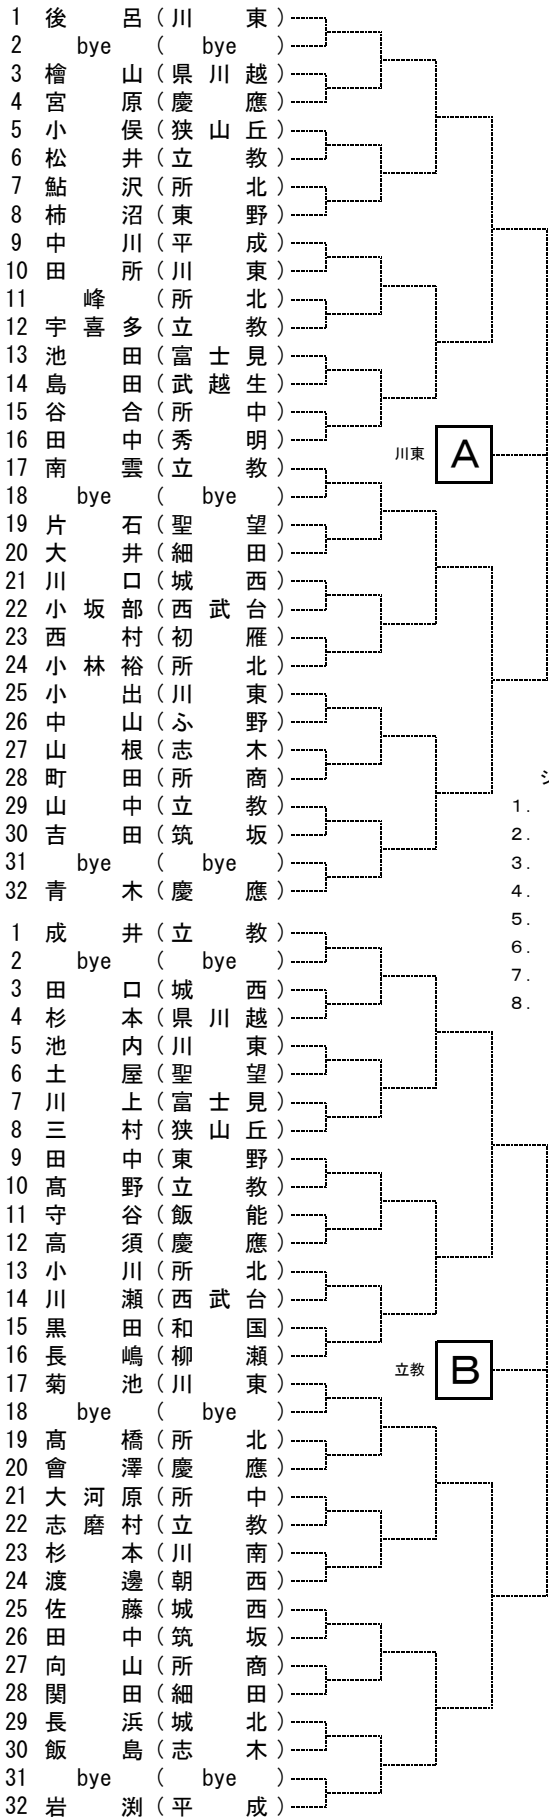 1 後呂（川東）
2 bye（bye）
3 檜山（県川越）
4 宮原（慶應）
5 小俣（狭山丘）
6 松井（立教）
7 鮎沢（所北）
8 柿沼（東野）
9 中川（平成）
10 田所（川東）
11 峰（所北）
12 宇喜多（立教）
13 池田（富士見）
14 島田（武越生）
15 谷合（所中）
16 田中（秀明）
川東 A
17 南雲（立教）
18 bye（bye）
19 片石（聖望）
20 大井（細田）
21 川口（城西）
22 小坂部（西武台）
23 西村（初雁）
24 小林裕（所北）
25 小出（川東）
26 中山（ふ野）
27 山根（志木）
28 町田（所商）
29 山中（立教）
30 吉田（筑坂）
31 bye（bye）
32 青木（慶應）
1.
2.
3.
4.
5.
6.
7.
8.
1 成井（立教）
2 bye（bye）
3 田口（城西）
4 杉本（県川越）
5 池内（川東）
6 土屋（聖望）
7 川上（富士見）
8 三村（狭山丘）
9 田中（東野）
10 髙野（立教）
11 守谷（飯能）
12 高須（慶應）
13 小川（所北）
14 川瀬（西武台）
15 黒田（和国）
16 長嶋（柳瀬）
立教 B
17 菊池（川東）
18 bye（bye）
19 髙橋（所北）
20 會澤（慶應）
21 大河原（所中）
22 志磨村（立教）
23 杉本（川南）
24 渡邊（朝西）
25 佐藤（城西）
26 田中（筑坂）
27 向山（所商）
28 関田（細田）
29 長浜（城北）
30 飯島（志木）
31 bye（bye）
32 岩渕（平成）